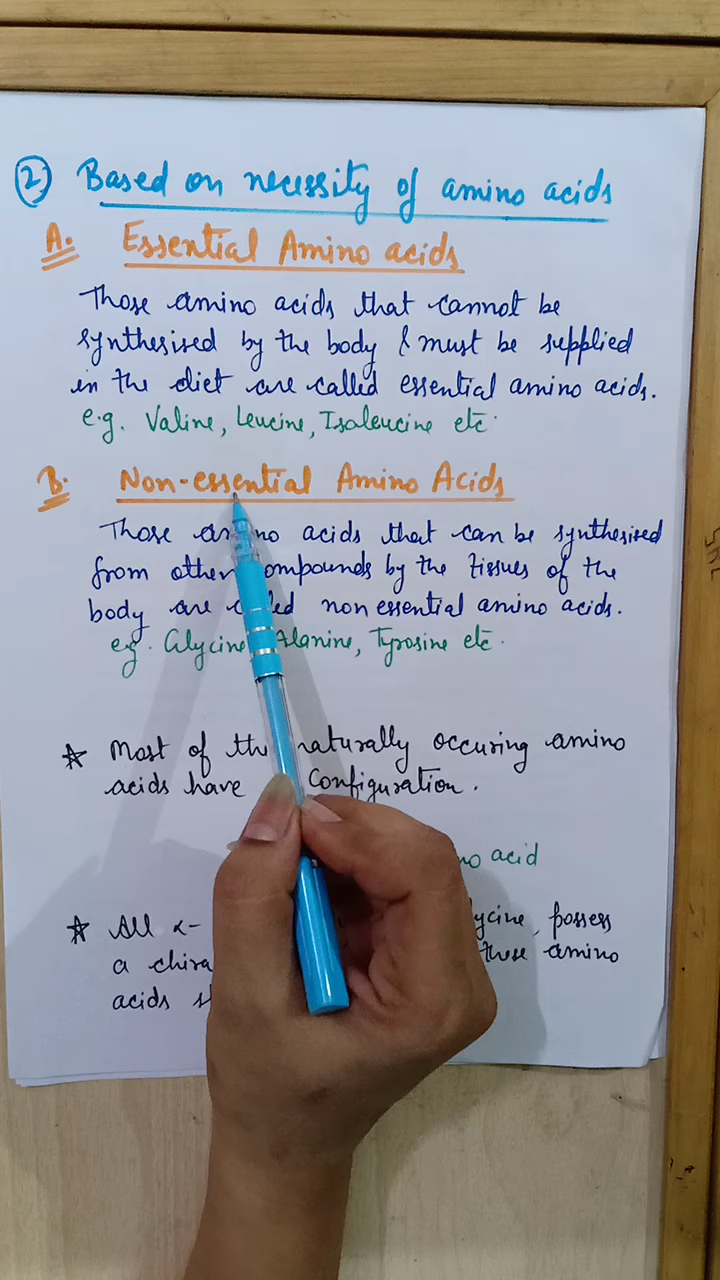 2) Based on necessity of amino acids
A. Essential Amino acids
Those amino acids that cannot be
synthesised by the body & must be supplied
in the diet are called essential amino acids.
e.g. Valine, Leucine, Isoleucine etc.
B. Non-essential Amino Acids
Those amino acids that can be synthesised
from other compounds by the tissues of the
body are called non essential amino acids.
eg. Glycine, Alanine, Tyrosine etc.
☆ Most of the naturally occuring amino
acids have configuration.
acid
☆ All α- possess
a these amino
acids